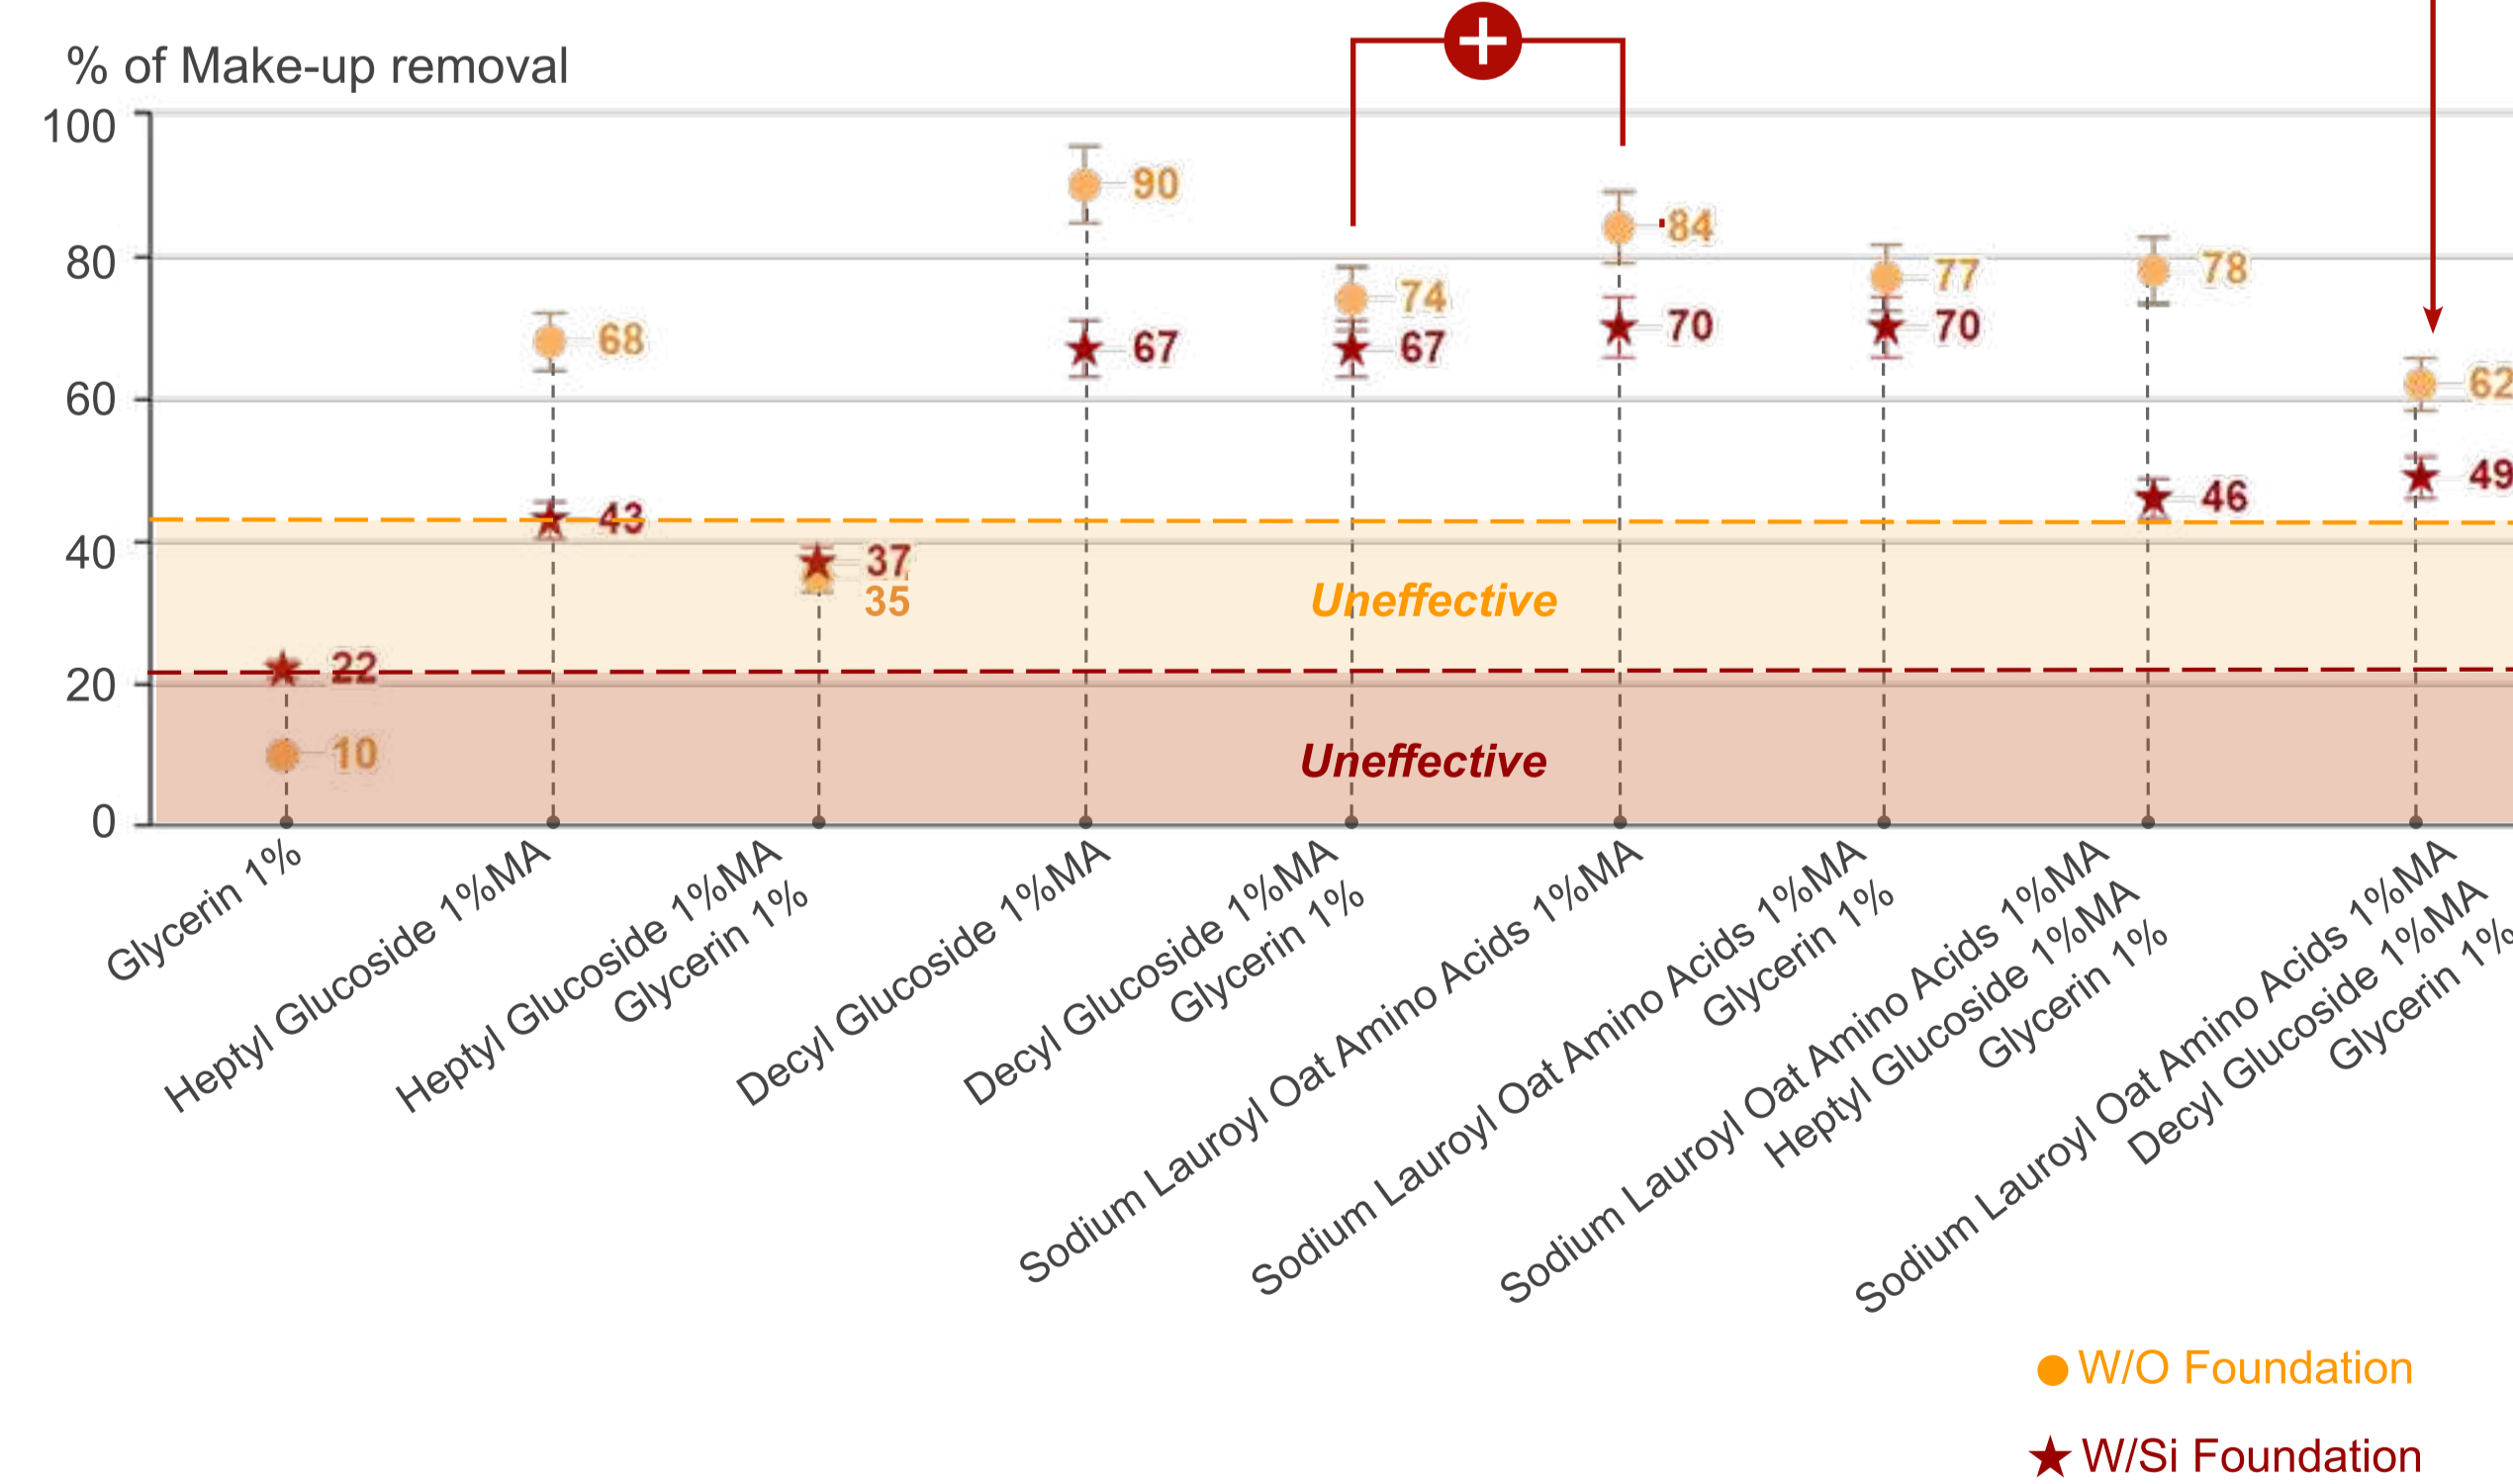 % of Make-up removal
100
80
60
40
20
0
90
84
74
77
78
68
67
67
70
70
62
43
46
49
37
35
22
10
Uneffective
Uneffective
Glycerin 1%
Heptyl Glucoside 1%MA
Heptyl Glucoside 1%MA
Glycerin 1%
Decyl Glucoside 1%MA
Decyl Glucoside 1%MA
Glycerin 1%
Sodium Lauroyl Oat Amino Acids 1%MA
Sodium Lauroyl Oat Amino Acids 1%MA
Glycerin 1%
Sodium Lauroyl Oat Amino Acids 1%MA
Heptyl Glucoside 1%MA
Glycerin 1%
Sodium Lauroyl Oat Amino Acids 1%MA
Decyl Glucoside 1%MA
Glycerin 1%
W/O Foundation
W/Si Foundation